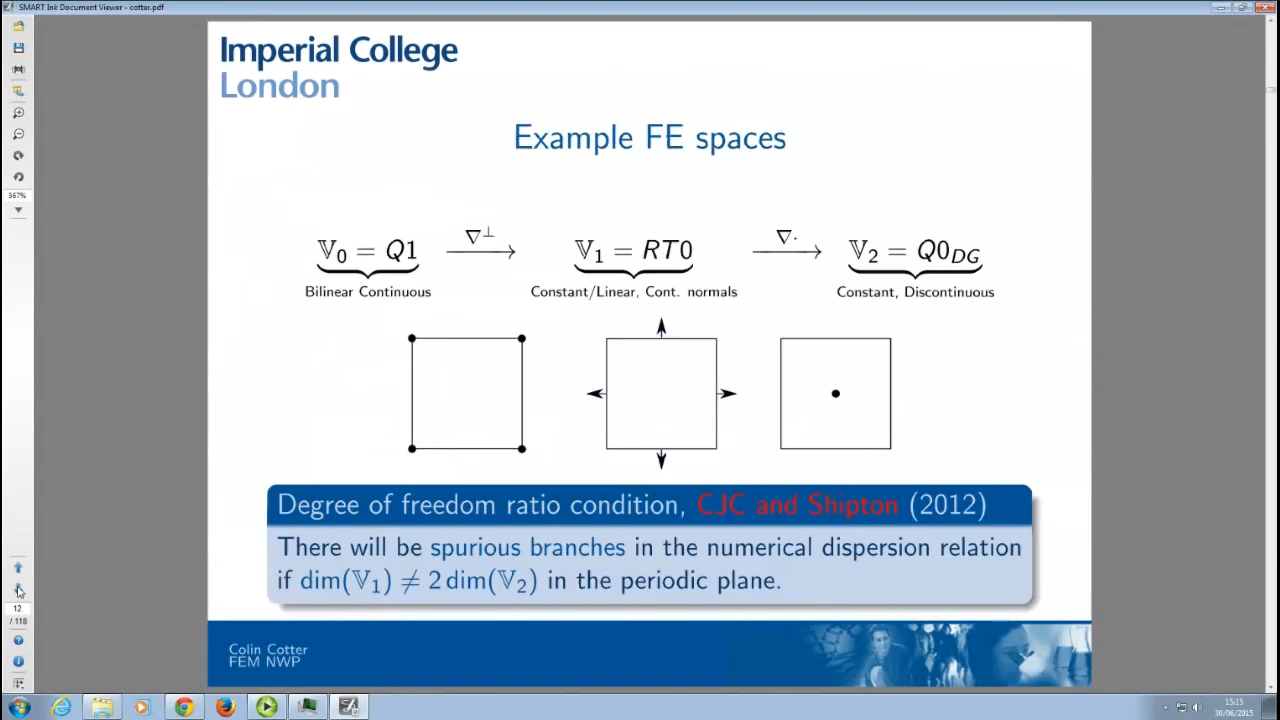 SMART Ink Document Viewer - cotter.pdf
Imperial College
London
Example FE spaces
𝕍₀ = Q1 ∇⊥ 𝕍₁ = RT0 ∇· 𝕍₂ = Q0_DG
Bilinear Continuous Constant/Linear, Cont. normals Constant, Discontinuous
Degree of freedom ratio condition, CJC and Shipton (2012)
There will be spurious branches in the numerical dispersion relation
if dim(𝕍₁) ≠ 2 dim(𝕍₂) in the periodic plane.
Colin Cotter
FEM NWP
367%
12
/ 118
15:15
30/06/2015